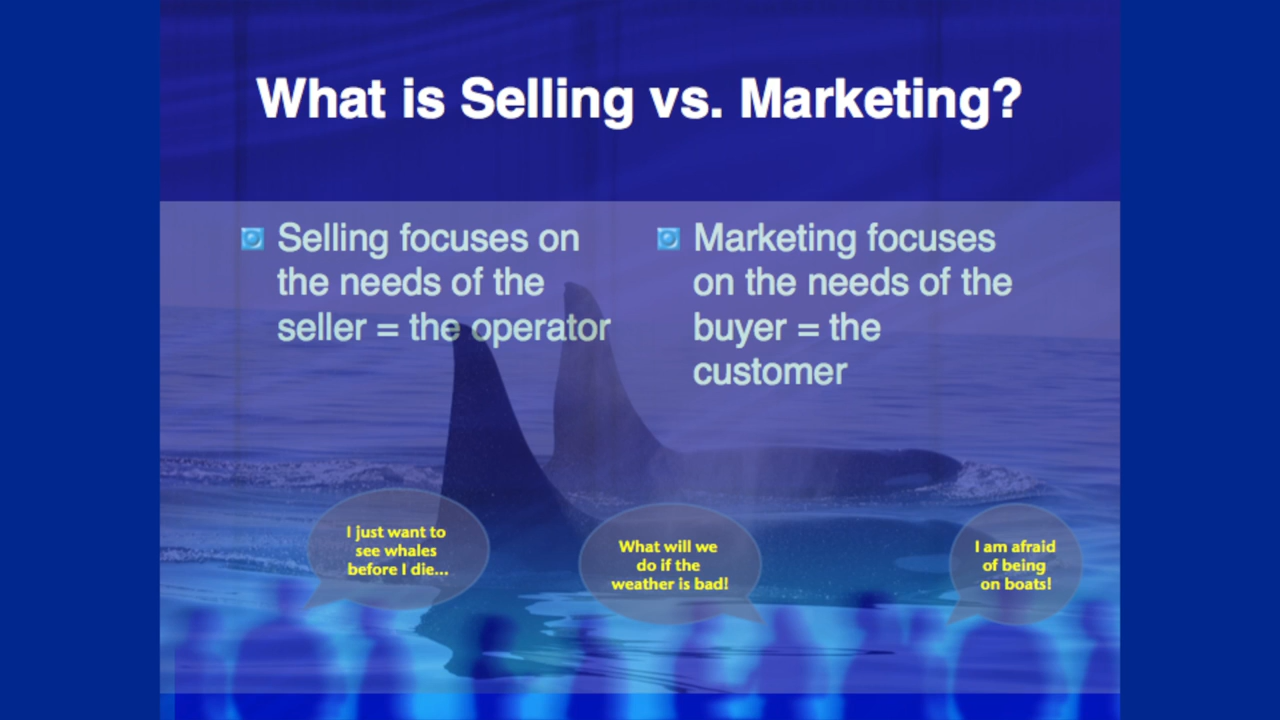 What is Selling vs. Marketing?
Selling focuses on
the needs of the
seller = the operator
Marketing focuses
on the needs of the
buyer = the
customer
I just want to
see whales
before I die...
What will we
do if the
weather is bad!
I am afraid
of being
on boats!